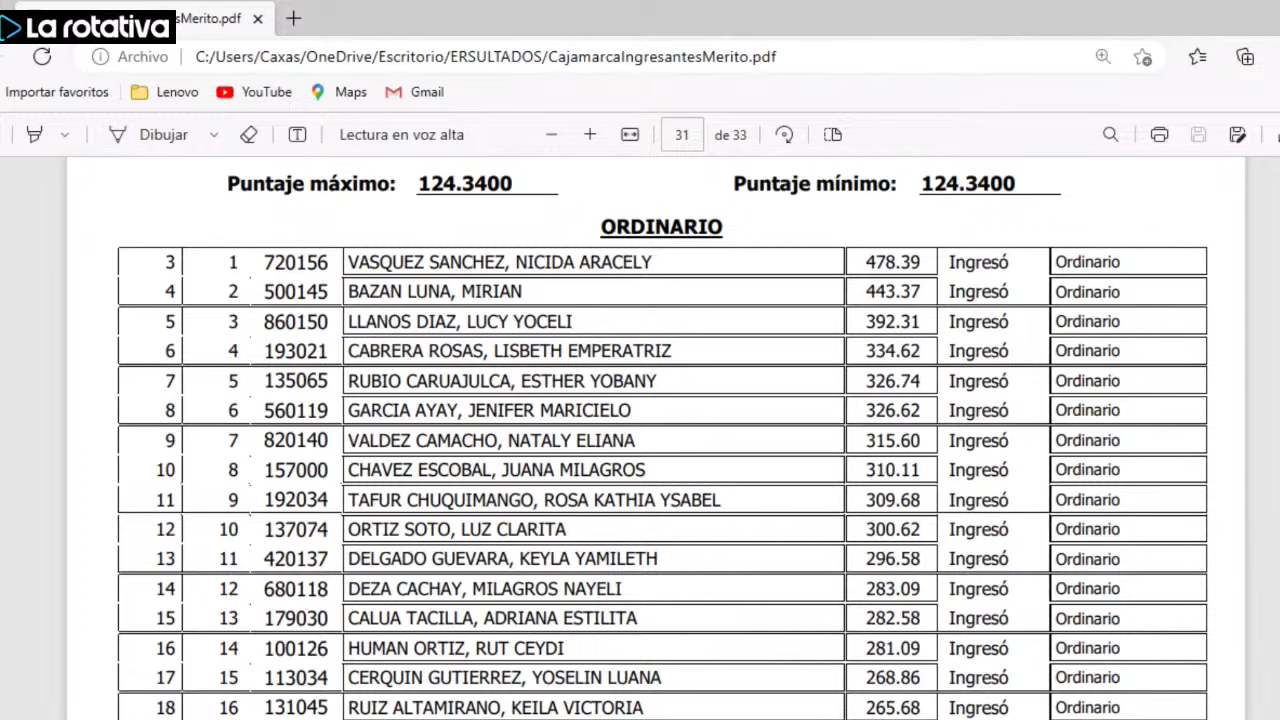 La rotativa
sMerito.pdf
Archivo C:/Users/Caxas/OneDrive/Escritorio/ERSULTADOS/CajamarcaIngresantesMerito.pdf
Importar favoritos Lenovo YouTube Maps Gmail
Dibujar Lectura en voz alta 31 de 33
Puntaje máximo: 124.3400 Puntaje mínimo: 124.3400
ORDINARIO
3 1 720156 VASQUEZ SANCHEZ, NICIDA ARACELY 478.39 Ingresó Ordinario
4 2 500145 BAZAN LUNA, MIRIAN 443.37 Ingresó Ordinario
5 3 860150 LLANOS DIAZ, LUCY YOCELI 392.31 Ingresó Ordinario
6 4 193021 CABRERA ROSAS, LISBETH EMPERATRIZ 334.62 Ingresó Ordinario
7 5 135065 RUBIO CARUAJULCA, ESTHER YOBANY 326.74 Ingresó Ordinario
8 6 560119 GARCIA AYAY, JENIFER MARICIELO 326.62 Ingresó Ordinario
9 7 820140 VALDEZ CAMACHO, NATALY ELIANA 315.60 Ingresó Ordinario
10 8 157000 CHAVEZ ESCOBAL, JUANA MILAGROS 310.11 Ingresó Ordinario
11 9 192034 TAFUR CHUQUIMANGO, ROSA KATHIA YSABEL 309.68 Ingresó Ordinario
12 10 137074 ORTIZ SOTO, LUZ CLARITA 300.62 Ingresó Ordinario
13 11 420137 DELGADO GUEVARA, KEYLA YAMILETH 296.58 Ingresó Ordinario
14 12 680118 DEZA CACHAY, MILAGROS NAYELI 283.09 Ingresó Ordinario
15 13 179030 CALUA TACILLA, ADRIANA ESTILITA 282.58 Ingresó Ordinario
16 14 100126 HUMAN ORTIZ, RUT CEYDI 281.09 Ingresó Ordinario
17 15 113034 CERQUIN GUTIERREZ, YOSELIN LUANA 268.86 Ingresó Ordinario
18 16 131045 RUIZ ALTAMIRANO, KEILA VICTORIA 265.68 Ingresó Ordinario